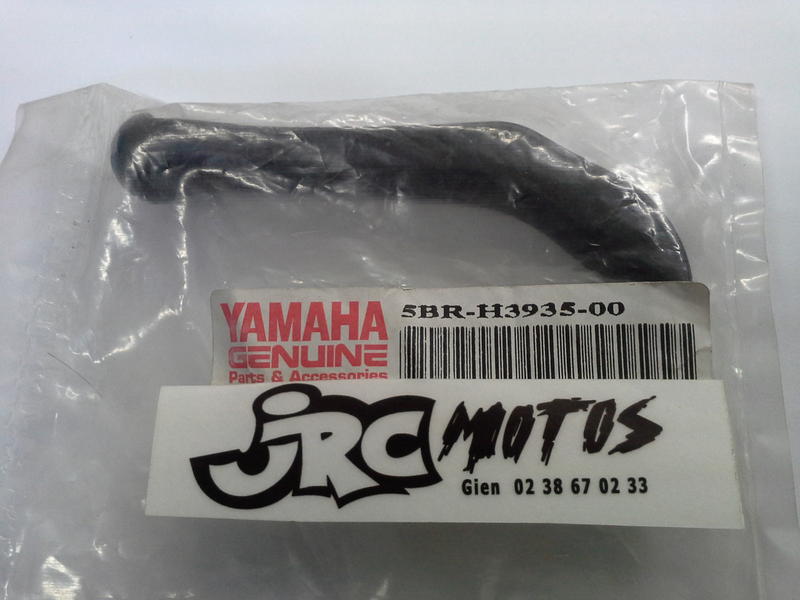 YAMAHA
GENUINE
Parts & Accessories
5BR-H3935-00
JRC MOTOS
Gien 02 38 67 02 33